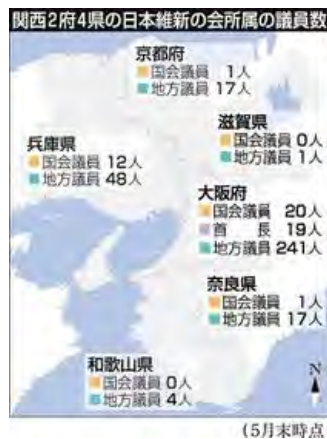 関西2府4県の日本維新の会所属の議員数
京都府
国会議員 1人
地方議員 17人
滋賀県
国会議員 0人
地方議員 1人
兵庫県
国会議員 12人
地方議員 48人
大阪府
国会議員 20人
首長 19人
地方議員 241人
奈良県
国会議員 1人
地方議員 17人
和歌山県
国会議員 0人
地方議員 4人
N
(5月末時点